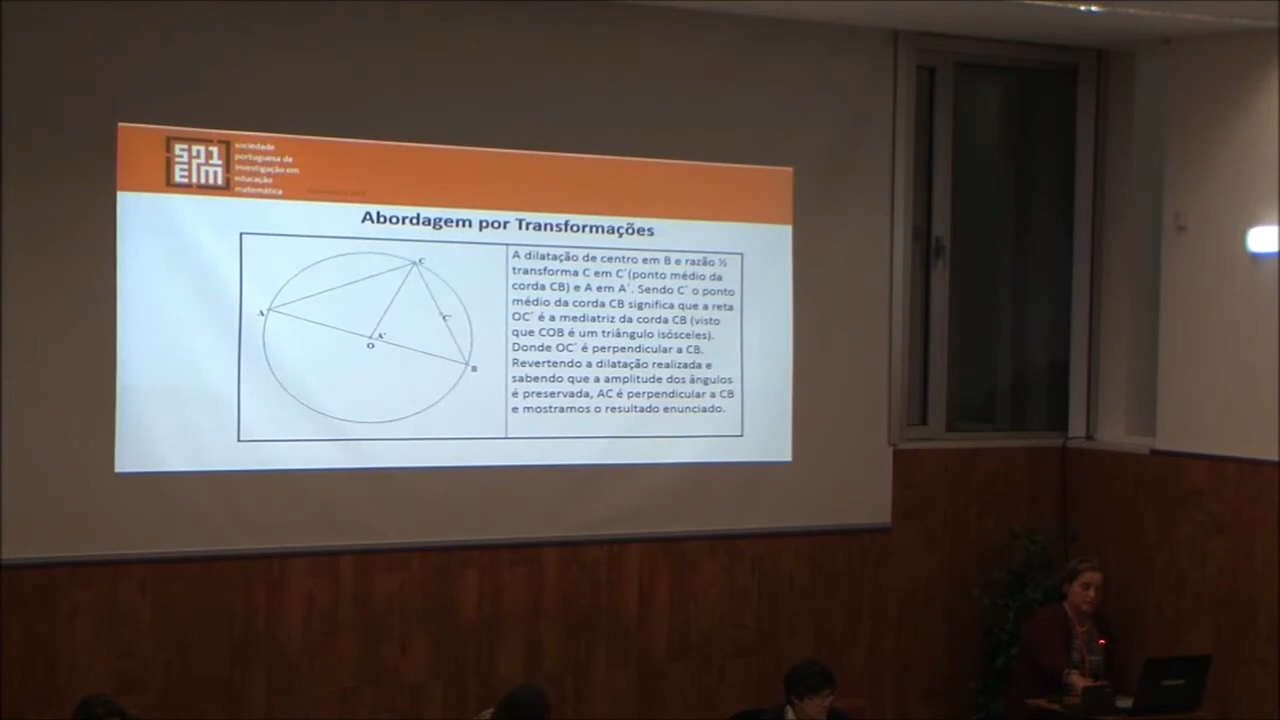 sp1
eim
sociedade
portuguesa de
investigação em
educação
matemática
Abordagem por Transformações
A
C
C´
A´
O
B
A dilatação de centro em B e razão ½
transforma C em C´(ponto médio da
corda CB) e A em A´. Sendo C´ o ponto
médio da corda CB significa que a reta
OC´ é a mediatriz da corda CB (visto
que COB é um triângulo isósceles).
Donde OC´ é perpendicular a CB.
Revertendo a dilatação realizada e
sabendo que a amplitude dos ângulos
é preservada, AC é perpendicular a CB
e mostramos o resultado enunciado.